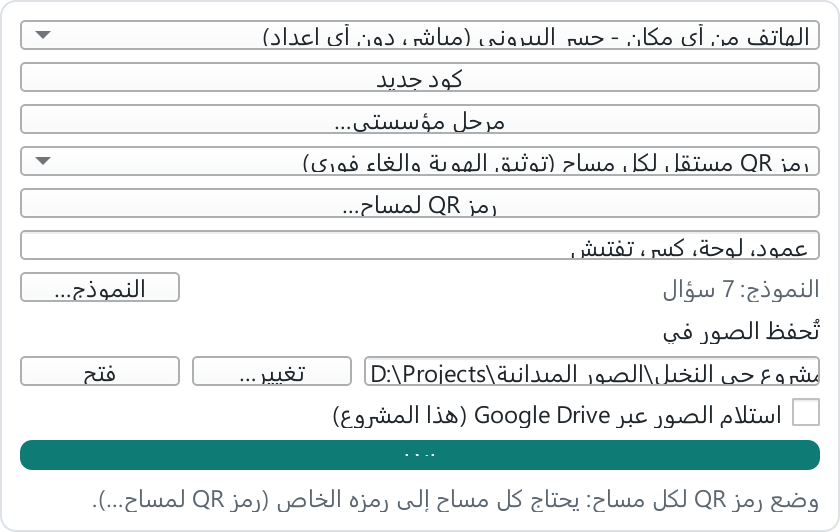 الهاتف من أي مكان - جسر البيروني (مباشر، دون أي اعداد)
كود جديد
مرحل مؤسستي...
رمز QR مستقل لكل مساح (توثيق الهوية والغاء فوري)
رمز QR لمساح...
عمود، لوحة، كسر، تفتيش
النموذج: 7 سؤال
النموذج...
تُحفظ الصور في
D:\Projects\مشروع حي النخيل\الصور الميدانية
تغيير...
فتح
استلام الصور عبر Google Drive (هذا المشروع)
وضع رمز QR لكل مساح: يحتاج كل مساح إلى رمزه الخاص (رمز QR لمساح...).